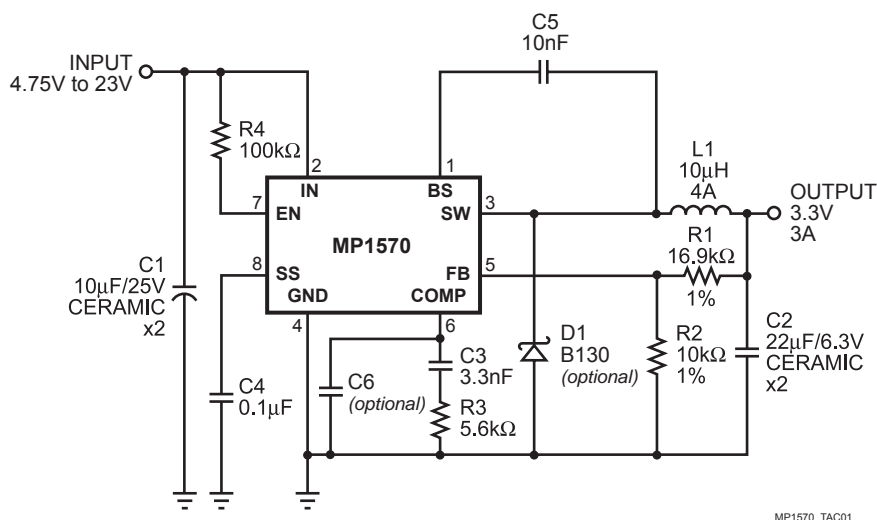 C5
10nF
INPUT
4.75V to 23V
R4
100kΩ
2
1
IN
BS
L1
10µH
4A
7
EN
SW
3
OUTPUT
3.3V
3A
MP1570
R1
16.9kΩ
1%
8
SS
FB
5
C1
10µF/25V
CERAMIC
x2
GND
COMP
4
6
D1
B130
(optional)
R2
10kΩ
1%
C2
22µF/6.3V
CERAMIC
x2
C3
3.3nF
C4
0.1µF
C6
(optional)
R3
5.6kΩ
MP1570_TAC01